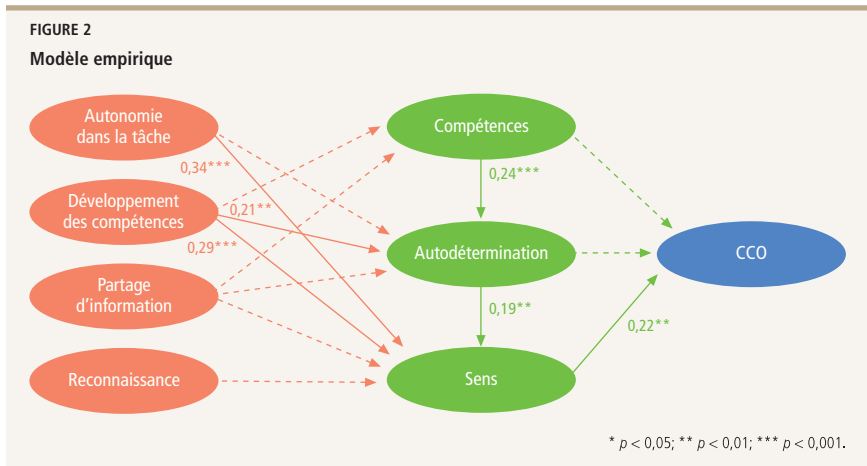 FIGURE 2
Modèle empirique
Autonomie
dans la tâche
Développement
des compétences
Partage
d’information
Reconnaissance
0,34***
0,21**
0,29***
Compétences
0,24***
Autodétermination
0,19**
Sens
0,22**
CCO
* p < 0,05; ** p < 0,01; *** p < 0,001.